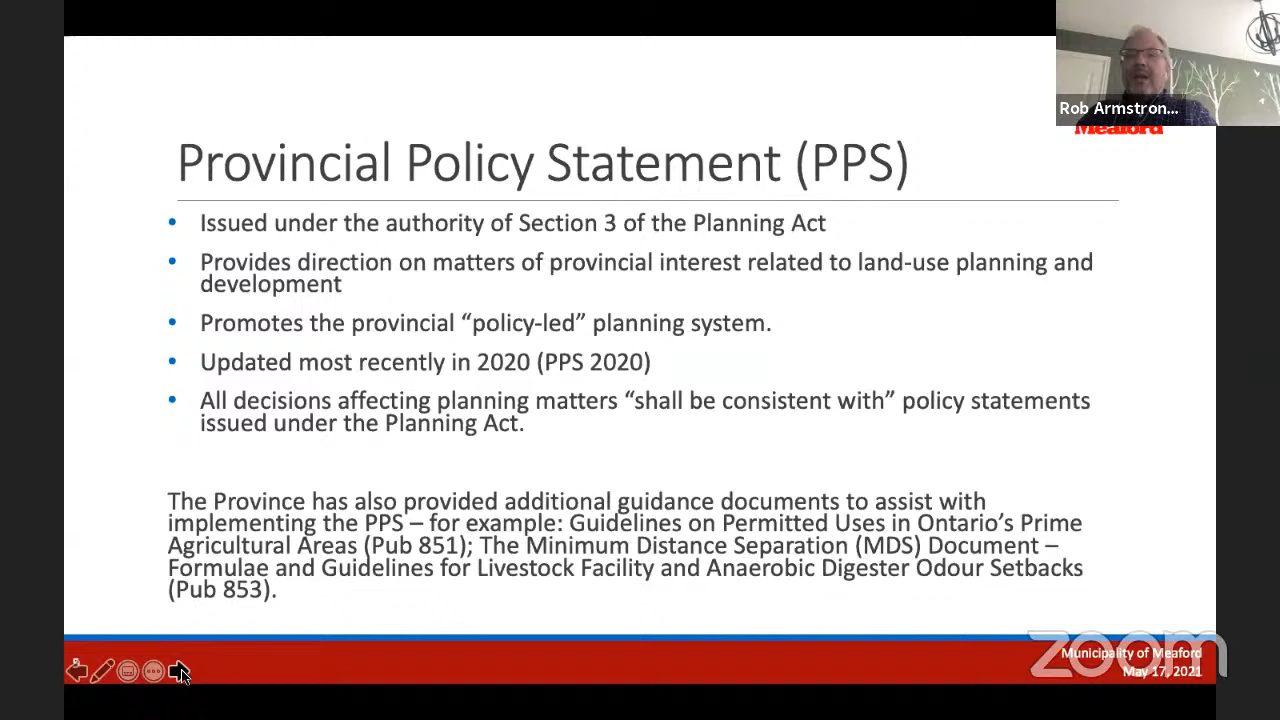 Rob Armstron...
Meaford
Provincial Policy Statement (PPS)
• Issued under the authority of Section 3 of the Planning Act
• Provides direction on matters of provincial interest related to land-use planning and
development
• Promotes the provincial “policy-led” planning system.
• Updated most recently in 2020 (PPS 2020)
• All decisions affecting planning matters “shall be consistent with” policy statements
issued under the Planning Act.
The Province has also provided additional guidance documents to assist with
implementing the PPS – for example: Guidelines on Permitted Uses in Ontario’s Prime
Agricultural Areas (Pub 851); The Minimum Distance Separation (MDS) Document –
Formulae and Guidelines for Livestock Facility and Anaerobic Digester Odour Setbacks
(Pub 853).
zoom
Municipality of Meaford
May 17, 2021